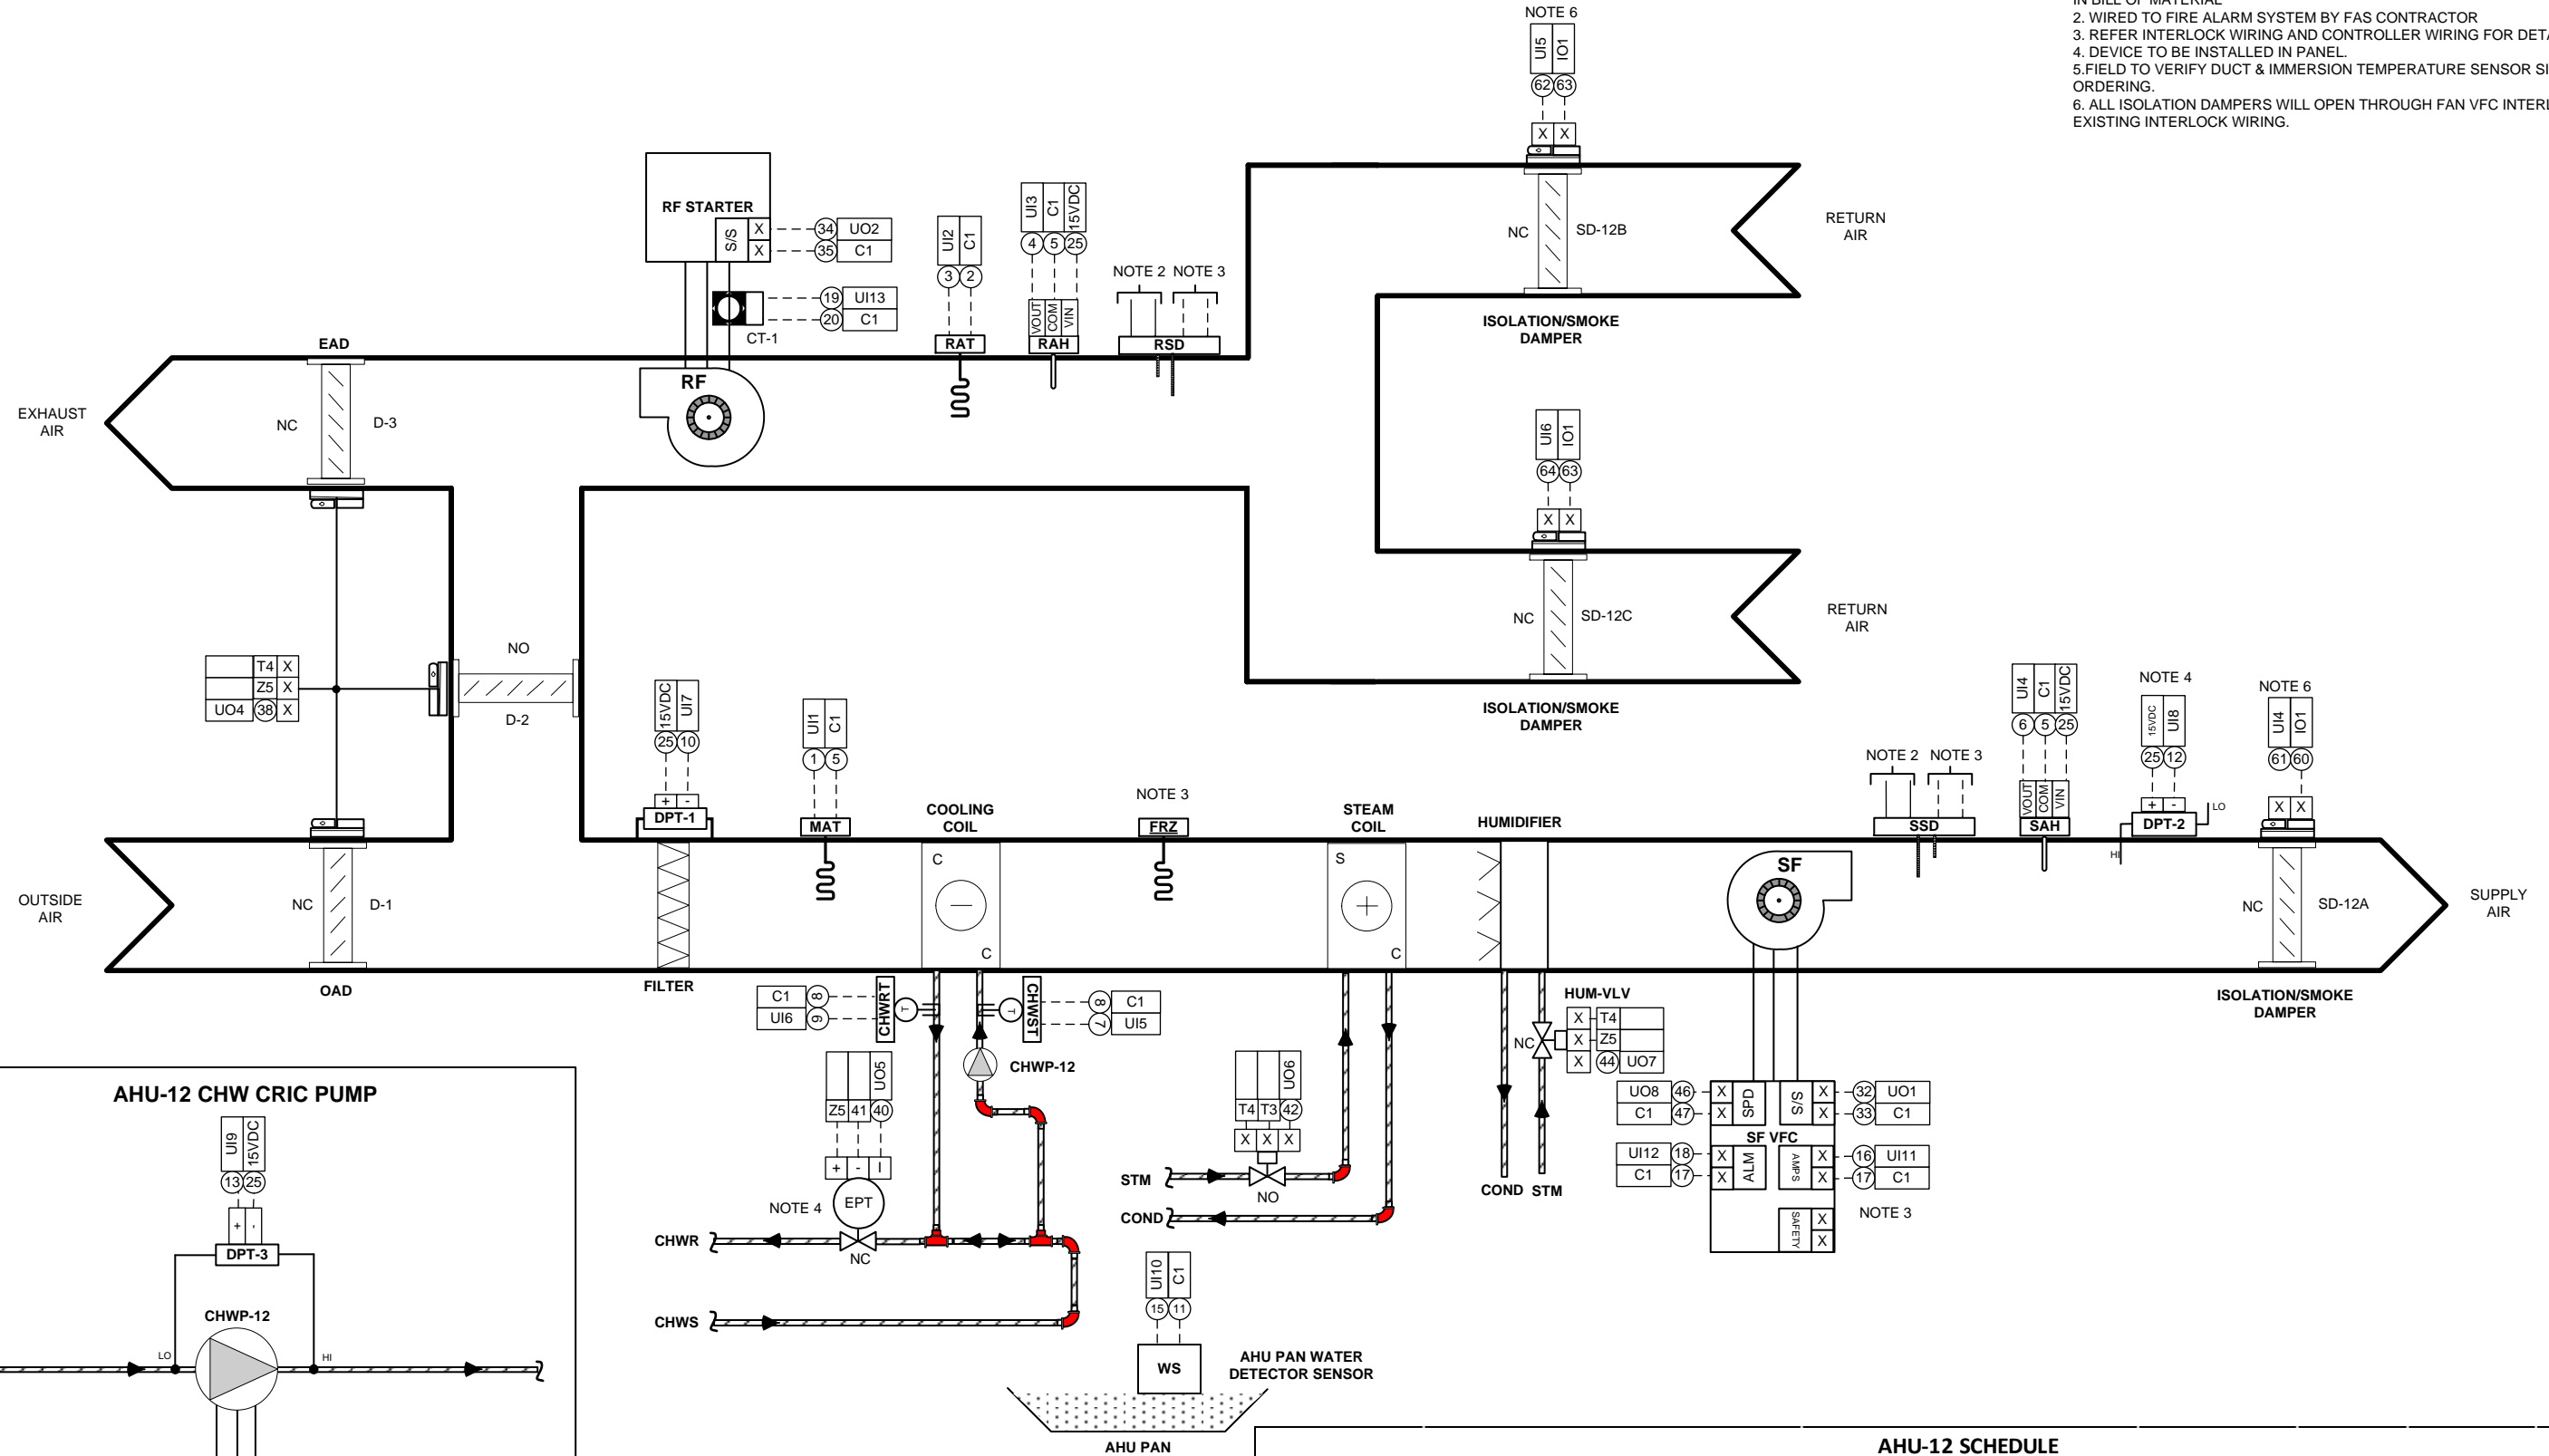 IN BILL OF MATERIAL
2. WIRED TO FIRE ALARM SYSTEM BY FAS CONTRACTOR
3. REFER INTERLOCK WIRING AND CONTROLLER WIRING FOR DETA
4. DEVICE TO BE INSTALLED IN PANEL.
5.FIELD TO VERIFY DUCT & IMMERSION TEMPERATURE SENSOR SI
ORDERING.
6. ALL ISOLATION DAMPERS WILL OPEN THROUGH FAN VFC INTERL
EXISTING INTERLOCK WIRING.
NOTE 6
UI5 IO1
62 63
X X
NC SD-12B
RETURN
AIR
ISOLATION/SMOKE
DAMPER
RF STARTER
S/S
X 34 UO2
X 35 C1
19 UI13
20 C1
CT-1
UI2 C1
3 2
RAT
UI3 C1 15VDC
4 5 25
VOUT COM VIN
RAH
NOTE 2 NOTE 3
RSD
EAD
RF
EXHAUST
AIR
NC D-3
UI6 IO1
64 63
X X
NC SD-12C
RETURN
AIR
ISOLATION/SMOKE
DAMPER
T4 X
Z5 X
UO4 38 X
NO
D-2
15VDC UI7
25 10
+ -
DPT-1
UI1 C1
1 5
MAT
COOLING
COIL
C
C
NOTE 3
FRZ
STEAM
COIL
S
C
HUMIDIFIER
SF
NOTE 2 NOTE 3
SSD
UI4 C1 15VDC
6 5 25
VOUT COM VIN
SAH
NOTE 4
15VDC UI8
25 12
+ -
DPT-2
LO
HI
NOTE 6
UI4 IO1
61 60
X X
NC SD-12A
SUPPLY
AIR
ISOLATION/SMOKE
DAMPER
OUTSIDE
AIR
NC D-1
OAD
FILTER
C1 8
UI6 9
CHWRT
T
T
CHWST
8 C1
7 UI5
CHWP-12
UO5
Z5 41 40
+ - I
NOTE 4
EPT
NC
CHWR
CHWS
UO6
T4 T3 42
X X X
NO
STM
COND
HUM-VLV
NC
X T4
X Z5
X 44 UO7
COND STM
UO8 46 X
C1 47 X
SPD
S/S
X 32 UO1
X 33 C1
SF VFC
UI12 18 X
C1 17 X
ALM
AMPS
X 16 UI11
X 17 C1
NOTE 3
SAFETY
X
X
AHU-12 CHW CRIC PUMP
UI9 15VDC
13 25
+ -
DPT-3
CHWP-12
LO
HI
UI10 C1
15 11
WS
AHU PAN WATER
DETECTOR SENSOR
AHU PAN
AHU-12 SCHEDULE